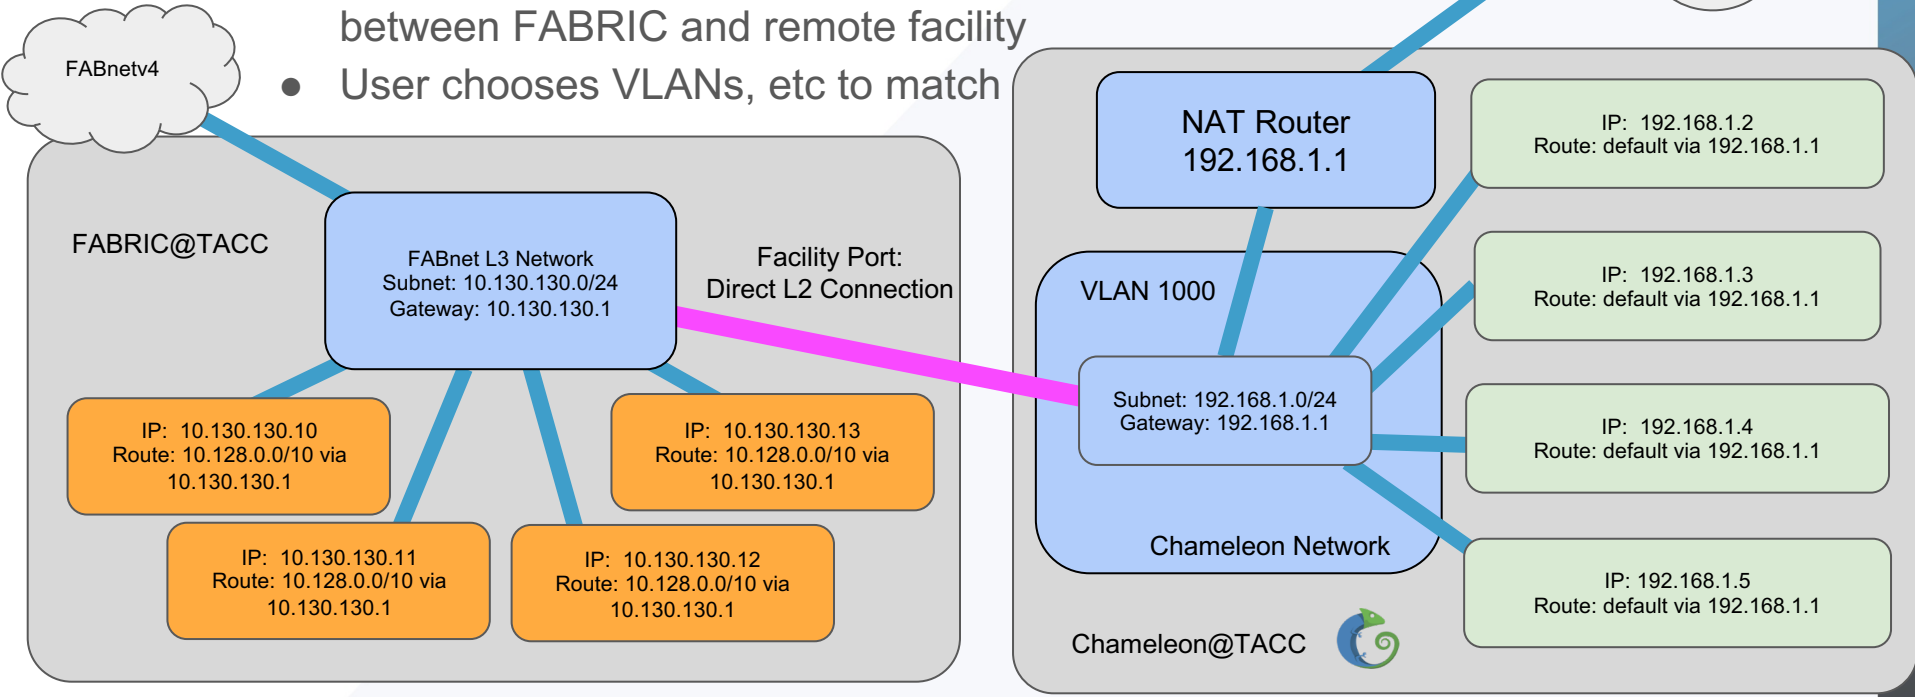 between FABRIC and remote facility
● User chooses VLANs, etc to match
FABnetv4
FABRIC@TACC
FABnet L3 Network
Subnet: 10.130.130.0/24
Gateway: 10.130.130.1
Facility Port:
Direct L2 Connection
IP: 10.130.130.10
Route: 10.128.0.0/10 via
10.130.130.1
IP: 10.130.130.11
Route: 10.128.0.0/10 via
10.130.130.1
IP: 10.130.130.12
Route: 10.128.0.0/10 via
10.130.130.1
IP: 10.130.130.13
Route: 10.128.0.0/10 via
10.130.130.1
NAT Router
192.168.1.1
VLAN 1000
Subnet: 192.168.1.0/24
Gateway: 192.168.1.1
Chameleon Network
Chameleon@TACC
IP: 192.168.1.2
Route: default via 192.168.1.1
IP: 192.168.1.3
Route: default via 192.168.1.1
IP: 192.168.1.4
Route: default via 192.168.1.1
IP: 192.168.1.5
Route: default via 192.168.1.1